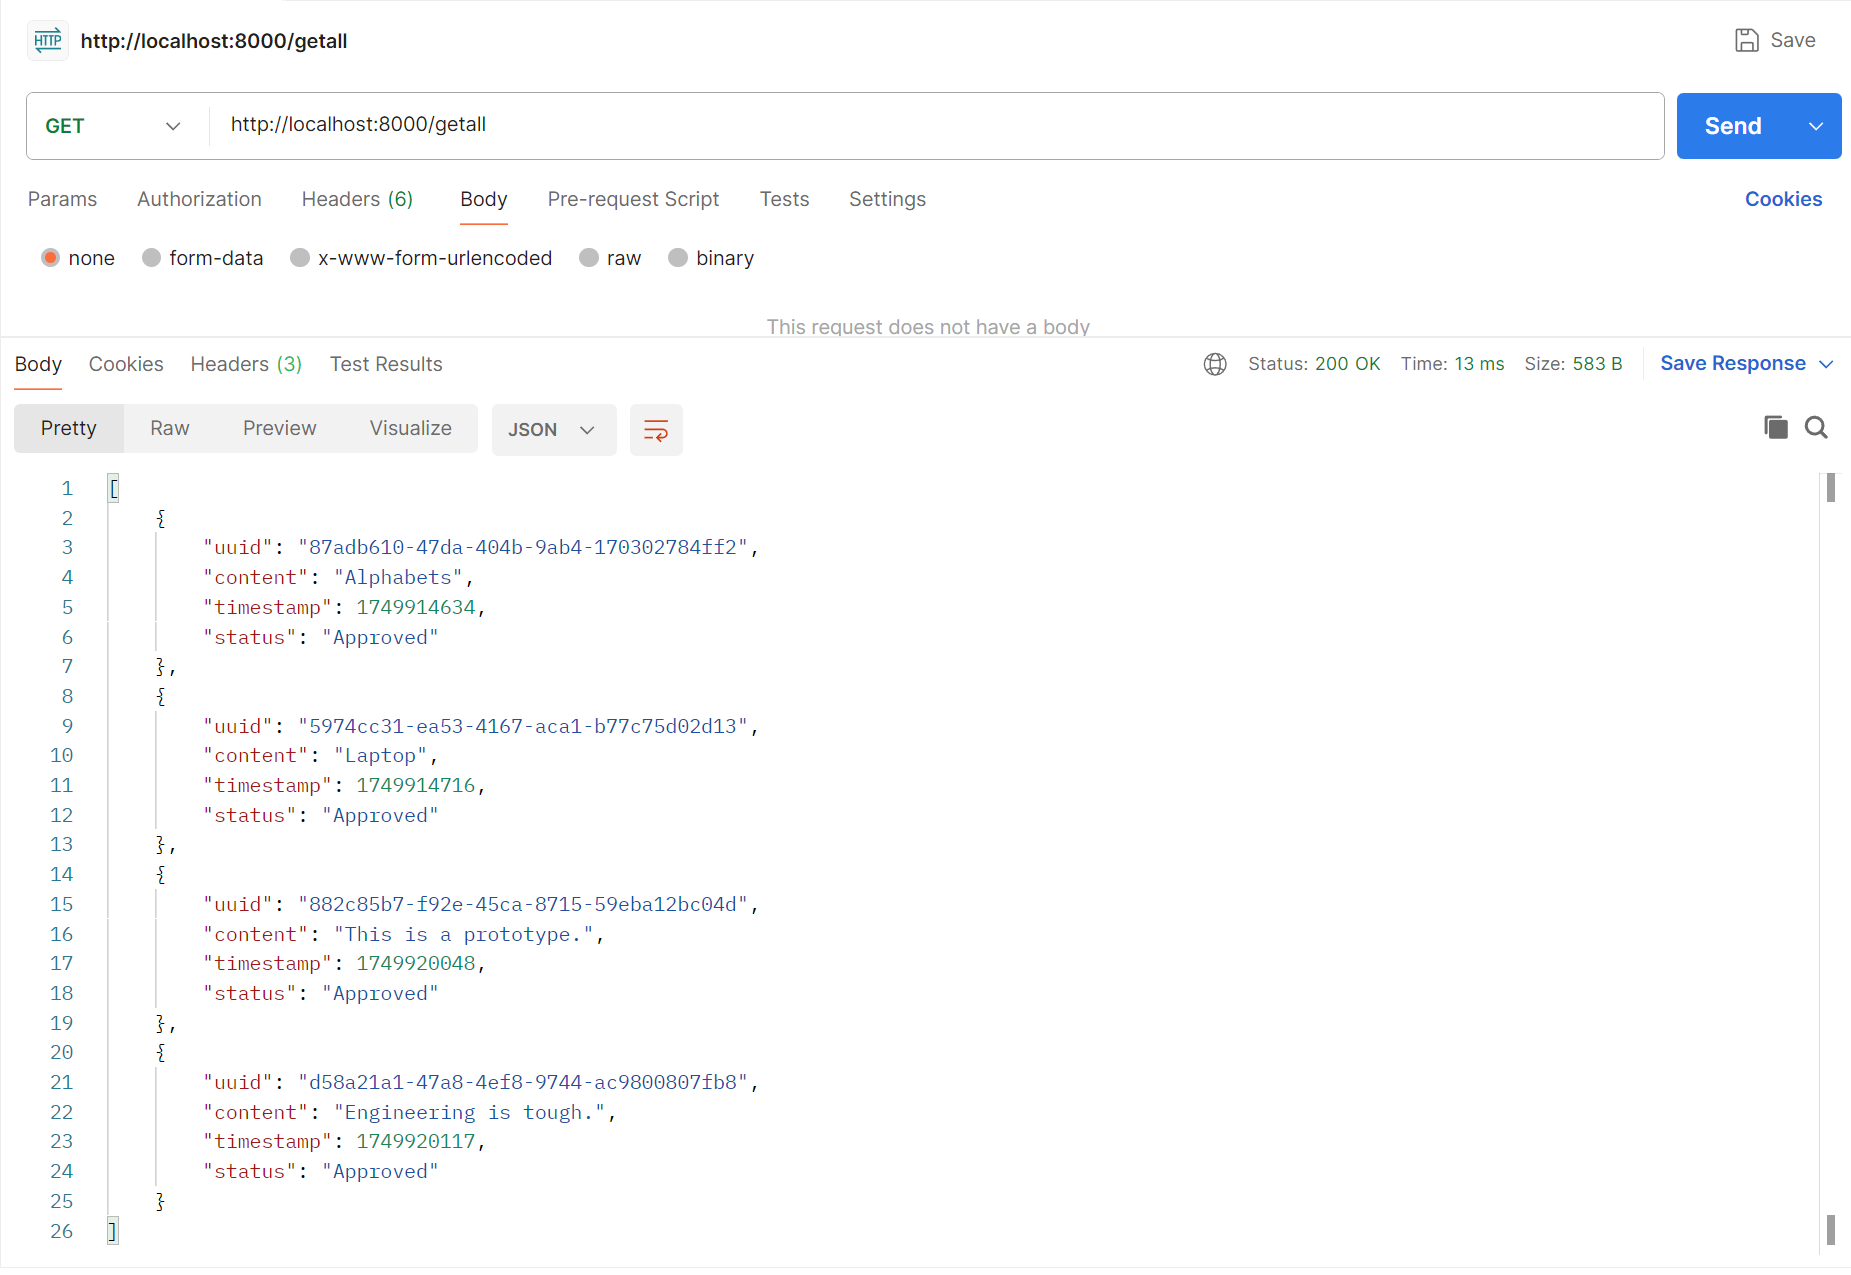 HTTP http://localhost:8000/getall Save
GET http://localhost:8000/getall Send
Params Authorization Headers (6) Body Pre-request Script Tests Settings Cookies
none form-data x-www-form-urlencoded raw binary
This request does not have a body
Body Cookies Headers (3) Test Results Status: 200 OK Time: 13 ms Size: 583 B Save Response
Pretty Raw Preview Visualize JSON
1 [
2 {
3 "uuid": "87adb610-47da-404b-9ab4-170302784ff2",
4 "content": "Alphabets",
5 "timestamp": 1749914634,
6 "status": "Approved"
7 },
8 {
9 "uuid": "5974cc31-ea53-4167-aca1-b77c75d02d13",
10 "content": "Laptop",
11 "timestamp": 1749914716,
12 "status": "Approved"
13 },
14 {
15 "uuid": "882c85b7-f92e-45ca-8715-59eba12bc04d",
16 "content": "This is a prototype.",
17 "timestamp": 1749920048,
18 "status": "Approved"
19 },
20 {
21 "uuid": "d58a21a1-47a8-4ef8-9744-ac9800807fb8",
22 "content": "Engineering is tough.",
23 "timestamp": 1749920117,
24 "status": "Approved"
25 }
26 ]